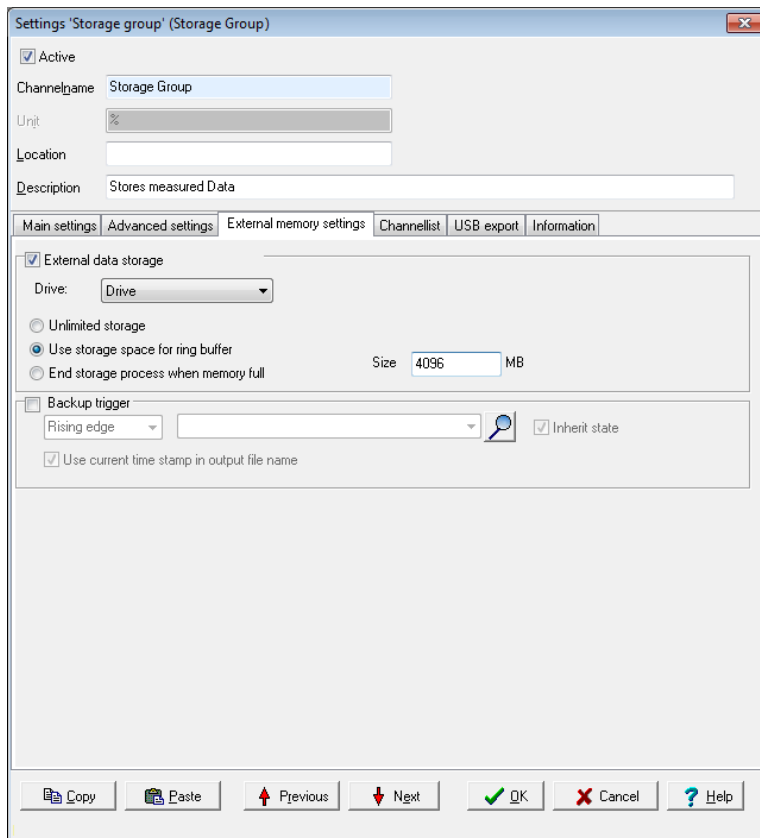 Settings 'Storage group' (Storage Group)
Active
Channelname Storage Group
Unit %
Location
Description Stores measured Data
Main settings Advanced settings External memory settings Channellist USB export Information
External data storage
Drive: Drive
Unlimited storage
Use storage space for ring buffer
Size 4096 MB
End storage process when memory full
Backup trigger
Rising edge Inherit state
Use current time stamp in output file name
Copy Paste Previous Next OK Cancel Help